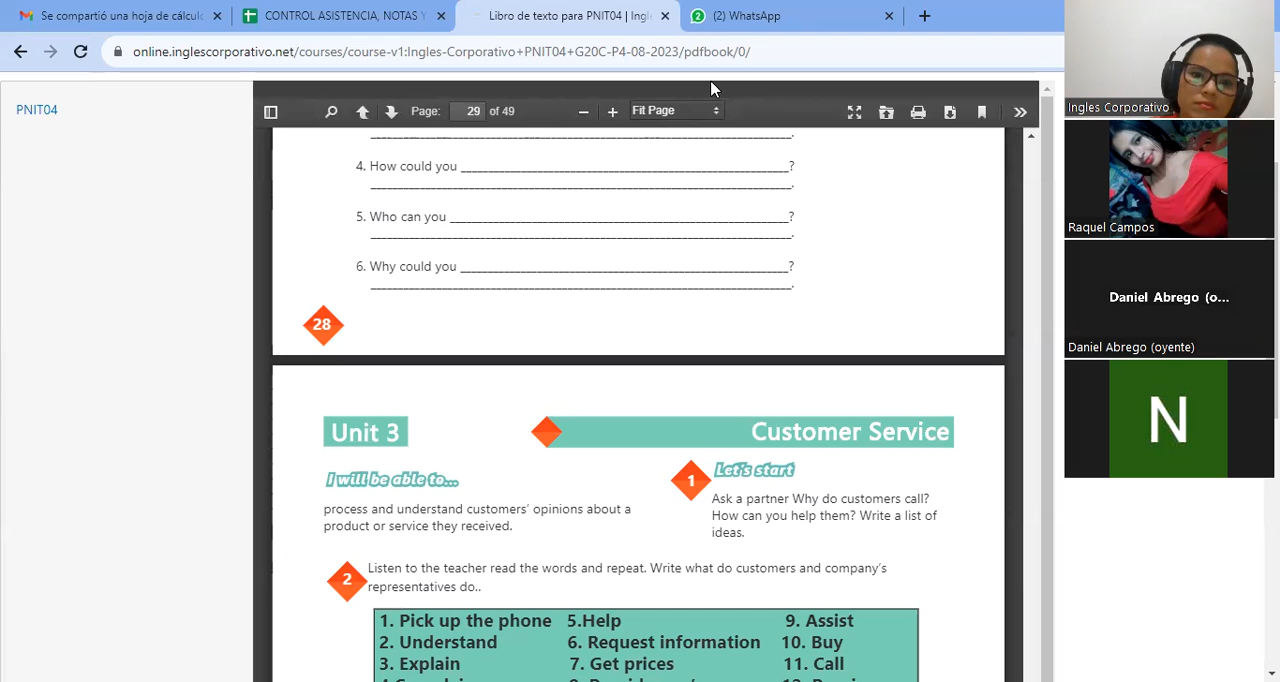 Se compartió una hoja de cálcul
CONTROL ASISTENCIA, NOTAS Y
Libro de texto para PNIT04 | Ingl
(2) WhatsApp
online.inglescorporativo.net/courses/course-v1:Ingles-Corporativo+PNIT04+G20C-P4-08-2023/pdfbook/0/
PNIT04
Page: 29 of 49
Fit Page
4. How could you ?
.
5. Who can you ?
.
6. Why could you ?
.
28
Unit 3
Customer Service
I will be able to...
process and understand customers' opinions about a
product or service they received.
1
Let's start
Ask a partner Why do customers call?
How can you help them? Write a list of
ideas.
2
Listen to the teacher read the words and repeat. Write what do customers and company's
representatives do..
1. Pick up the phone 5.Help 9. Assist
2. Understand 6. Request information 10. Buy
3. Explain 7. Get prices 11. Call
Ingles Corporativo
Raquel Campos
Daniel Abrego (o...
Daniel Abrego (oyente)
N